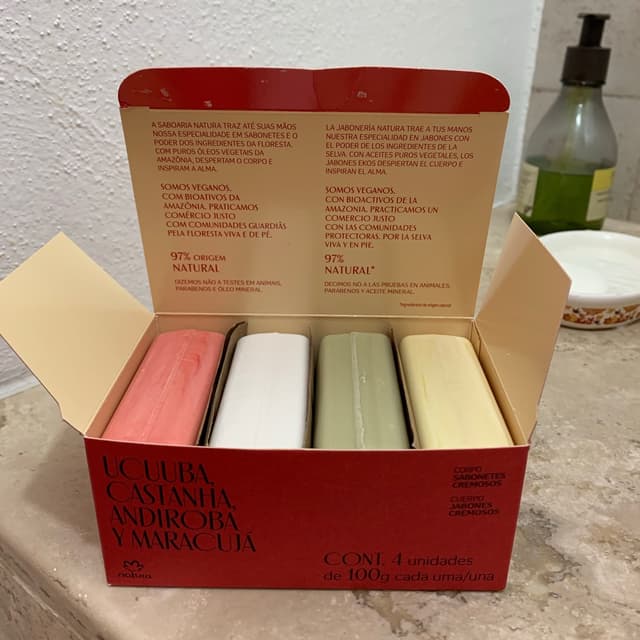 A SABOARIA NATURA TRAZ ATÉ SUAS MÃOS
NOSSA ESPECIALIDADE EM SABONETES E O
PODER DOS INGREDIENTES DA FLORESTA.
COM PUROS ÓLEOS VEGETAIS DA
AMAZÔNIA, DESPERTAM O CORPO E
INSPIRAM A ALMA.
SOMOS VEGANOS,
COM BIOATIVOS DA
AMAZÔNIA. PRATICAMOS
COMÉRCIO JUSTO
COM COMUNIDADES GUARDIÃS
PELA FLORESTA VIVA E DE PÉ.
97% ORIGEM
NATURAL
DIZEMOS NÃO A TESTES EM ANIMAIS,
PARABENOS E ÓLEO MINERAL.
LA JABONERÍA NATURA TRAE A TUS MANOS
NUESTRA ESPECIALIDAD EN JABONES CON
EL PODER DE LOS INGREDIENTES DE LA
SELVA. CON ACEITES PUROS VEGETALES, LOS
JABONES EKOS DESPIERTAN EL CUERPO E
INSPIRAN EL ALMA.
SOMOS VEGANOS,
CON BIOACTIVOS DE LA
AMAZONIA. PRACTICAMOS UN
COMERCIO JUSTO
CON LAS COMUNIDADES
PROTECTORAS. POR LA SELVA
VIVA Y EN PIE.
97%
NATURAL*
DECIMOS NO A LAS PRUEBAS EN ANIMALES,
PARABENOS Y ACEITE MINERAL.
*Ingredientes de origen natural
UCUUBA,
CASTANHA,
ANDIROBA
Y MARACUJÁ
natura
CORPO
SABONETES
CREMOSOS
CUERPO
JABONES
CREMOSOS
CONT. 4 unidades
de 100g cada uma/una